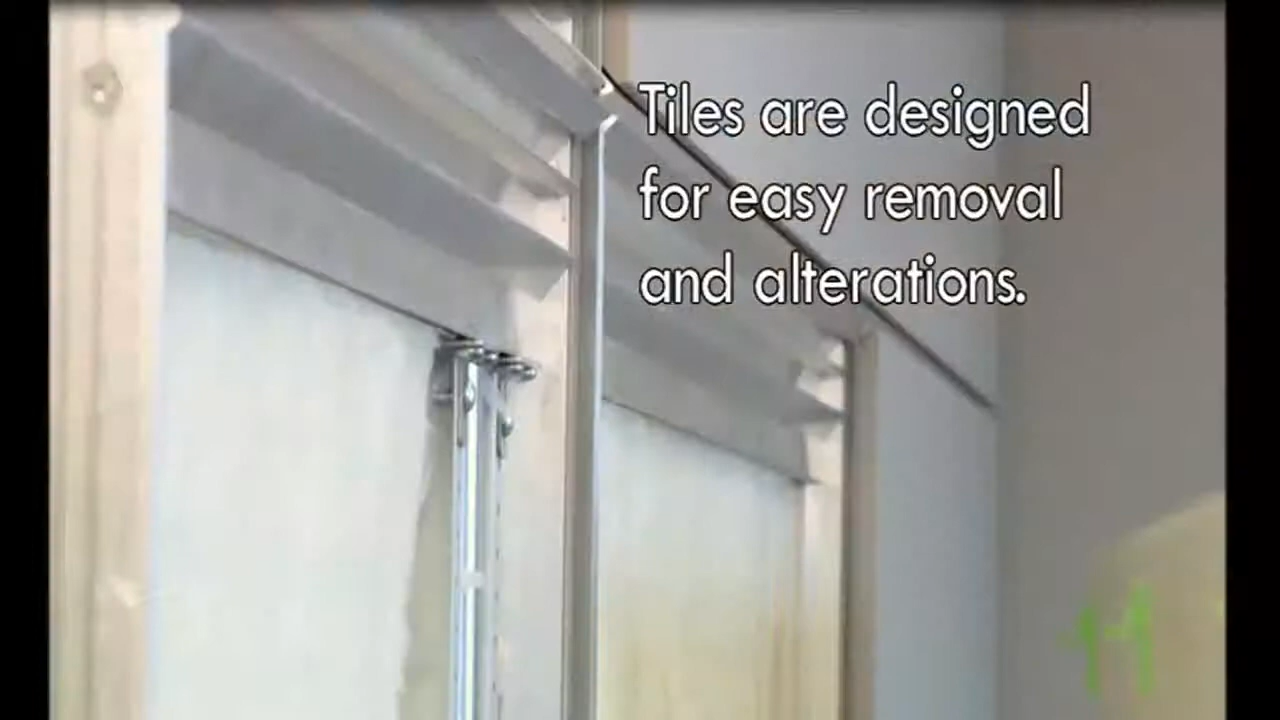 Tiles are designed
for easy removal
and alterations.